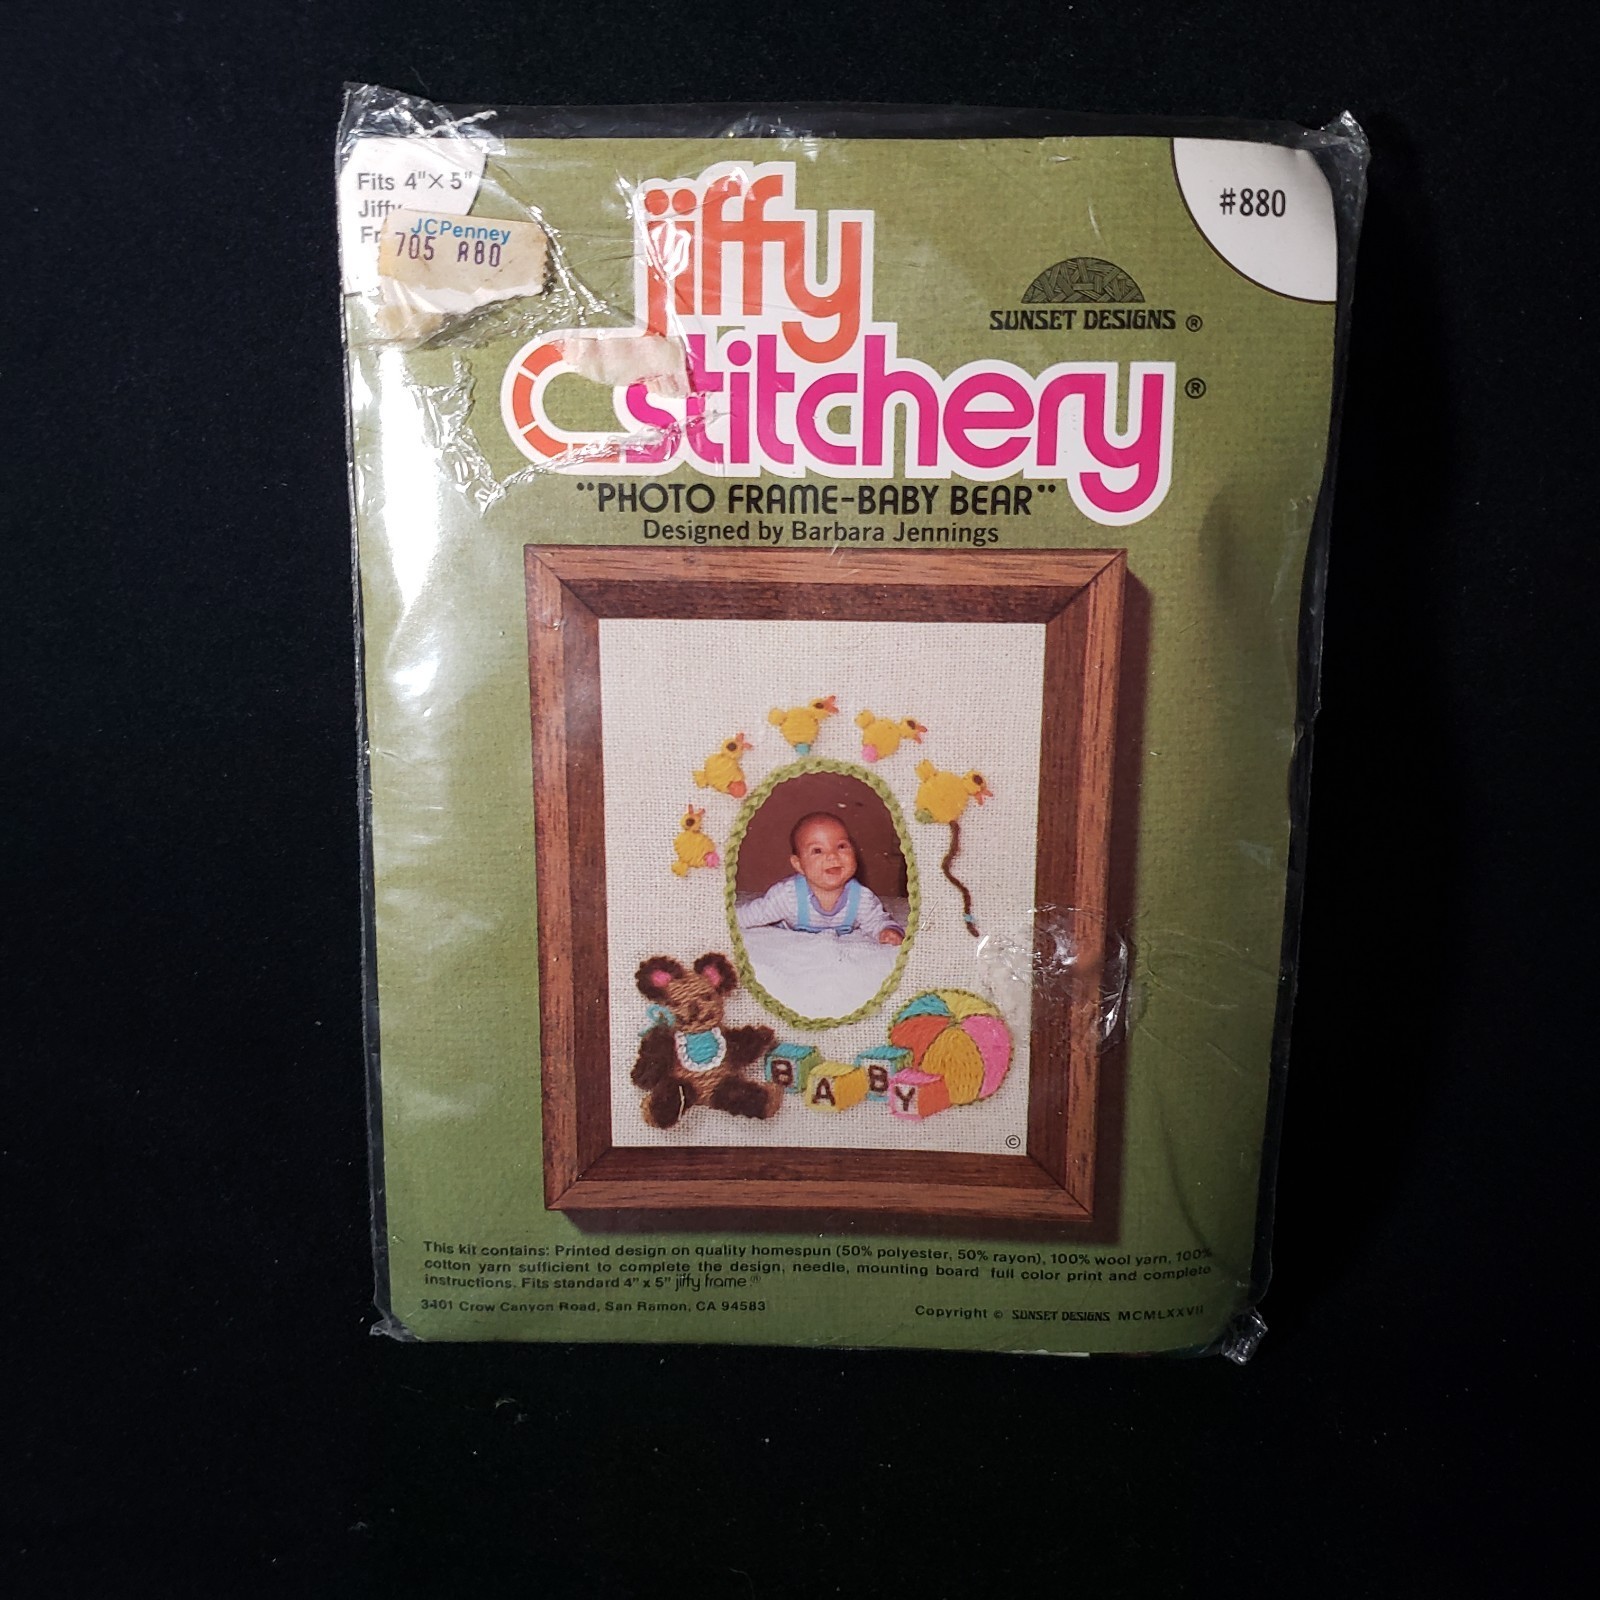 Fits 4"X 5"
Jiffy
JCPenney
705 A80
#880
jiffy
stitchery ®
SUNSET DESIGNS ®
"PHOTO FRAME-BABY BEAR"
Designed by Barbara Jennings
B A B Y
©
This kit contains: Printed design on quality homespun (50% polyester, 50% rayon), 100% wool yarn, 100%
cotton yarn sufficient to complete the design, needle, mounting board full color print and complete
instructions. Fits standard 4" x 5" jiffy frame ®
3101 Crow Canyon Road, San Ramon, CA 94583
Copyright © SUNSET DESIGNS MCMLXXVII